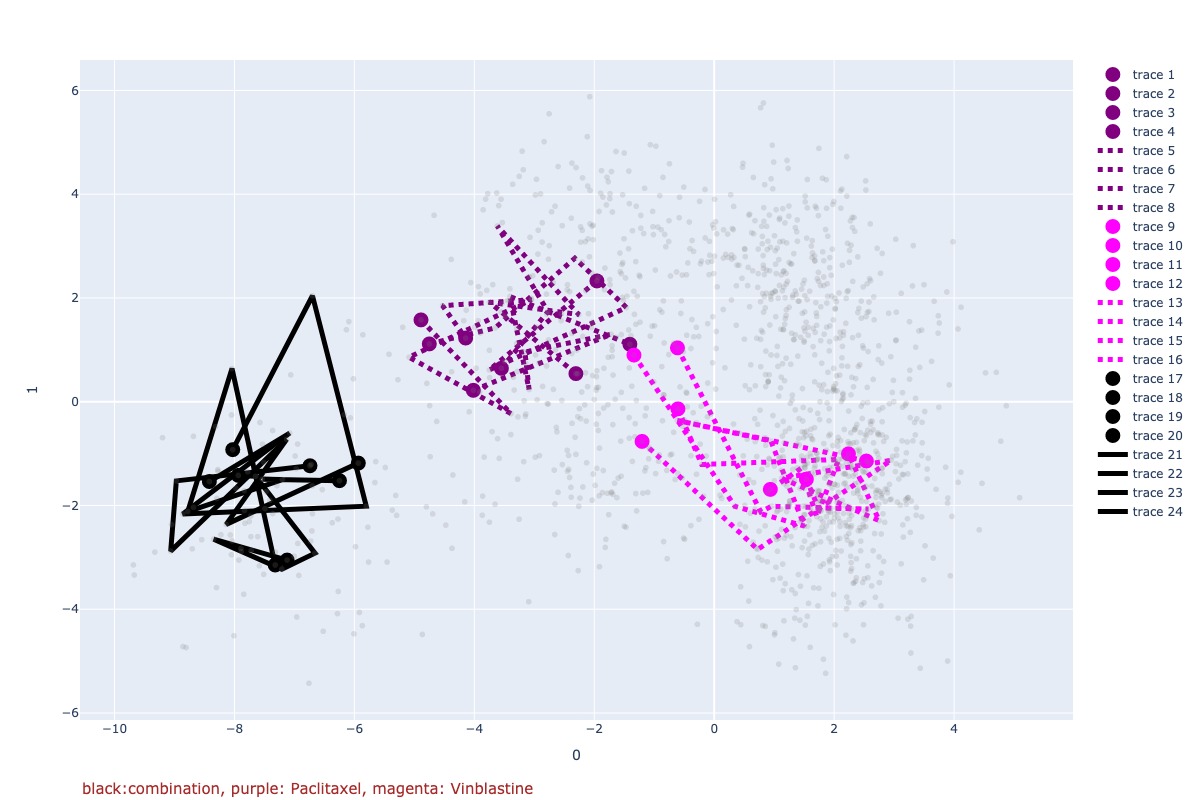 6
4
2
0
−2
−4
−6
1
−10
−8
−6
−4
−2
0
2
4
0
trace 1
trace 2
trace 3
trace 4
trace 5
trace 6
trace 7
trace 8
trace 9
trace 10
trace 11
trace 12
trace 13
trace 14
trace 15
trace 16
trace 17
trace 18
trace 19
trace 20
trace 21
trace 22
trace 23
trace 24
black:combination, purple: Paclitaxel, magenta: Vinblastine